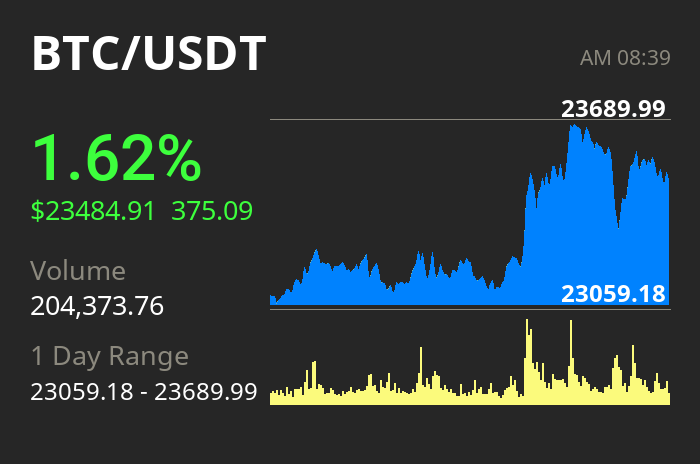 BTC/USDT
AM 08:39
23689.99
1.62%
$23484.91 375.09
Volume
204,373.76
23059.18
1 Day Range
23059.18 - 23689.99